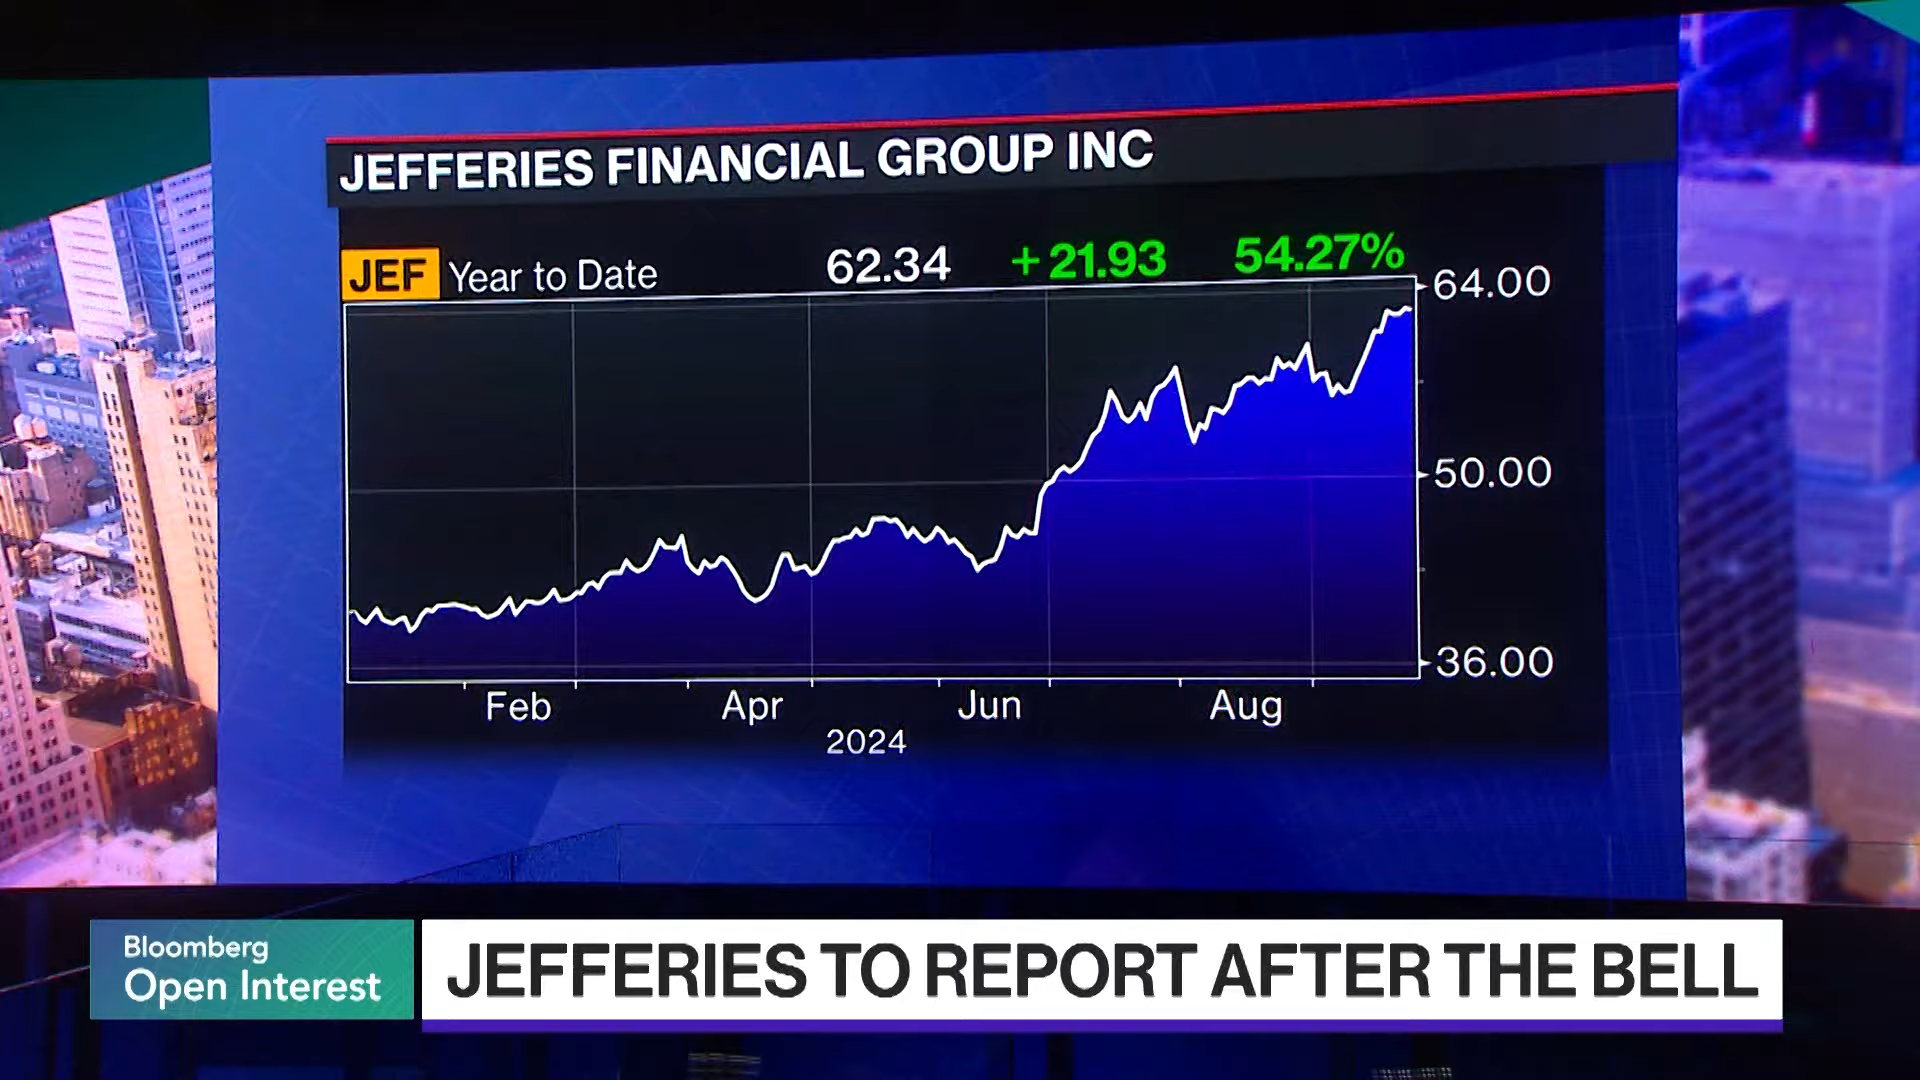 JEFFERIES FINANCIAL GROUP INC
JEF Year to Date 62.34 +21.93 54.27%
64.00
50.00
36.00
Feb Apr Jun Aug
2024
Bloomberg
Open Interest
JEFFERIES TO REPORT AFTER THE BELL